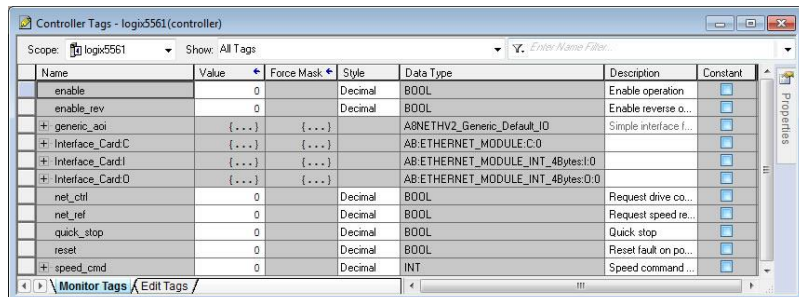 Controller Tags - logix5561(controller)
Scope: logix5561 Show: All Tags Enter Name Filter...
Name Value Force Mask Style Data Type Description Constant
enable 0 Decimal BOOL Enable operation
enable_rev 0 Decimal BOOL Enable reverse o...
+ generic_aoi {...} {...} A8NETHV2_Generic_Default_IO Simple interface f...
+ Interface_Card:C {...} {...} AB:ETHERNET_MODULE:C:0
+ Interface_Card:I {...} {...} AB:ETHERNET_MODULE_INT_4Bytes:I:0
+ Interface_Card:O {...} {...} AB:ETHERNET_MODULE_INT_4Bytes:O:0
net_ctrl 0 Decimal BOOL Request drive co...
net_ref 0 Decimal BOOL Request speed re...
quick_stop 0 Decimal BOOL Quick stop
reset 0 Decimal BOOL Reset fault on po...
+ speed_cmd 0 Decimal INT Speed command ...
Monitor Tags Edit Tags
Properties